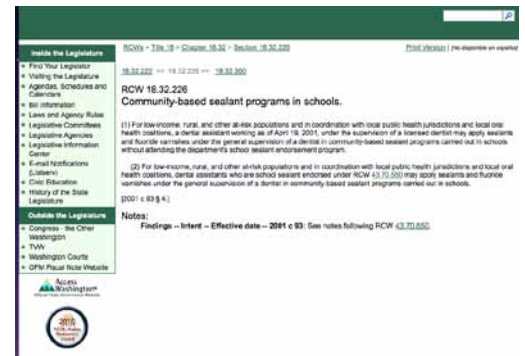 Inside the Legislature
Find Your Legislator
Visiting the Legislature
Agendas, Schedules and
Calendars
Bill Information
Laws and Agency Rules
Legislative Committees
Legislative Agencies
Legislative Information
Center
E-mail Notifications
(Listserv)
Civic Education
History of the State
Legislature
Outside the Legislature
Congress - the Other
Washington
TVW
Washington Courts
OFM Fiscal Note Website
Access
Washington
RCWs > Title 18 > Chapter 18.32 > Section 18.32.226
Print Version | [No disponible en español]
18.32.222 << 18.32.226 >> 18.32.300
RCW 18.32.226
Community-based sealant programs in schools.
(1) For low-income, rural, and other at-risk populations and in coordination with local public health jurisdictions and local oral
health coalitions, a dental assistant working as of April 19, 2001, under the supervision of a licensed dentist may apply sealants
and fluoride varnishes under the general supervision of a dentist in community-based sealant programs carried out in schools
without attending the department's school sealant endorsement program.
(2) For low-income, rural, and other at-risk populations and in coordination with local public health jurisdictions and local oral
health coalitions, dental assistants who are school sealant endorsed under RCW 43.70.650 may apply sealants and fluoride
varnishes under the general supervision of a dentist in community-based sealant programs carried out in schools.
[2001 c 93 § 4.]
Notes:
Findings -- Intent -- Effective date -- 2001 c 93: See notes following RCW 43.70.650.